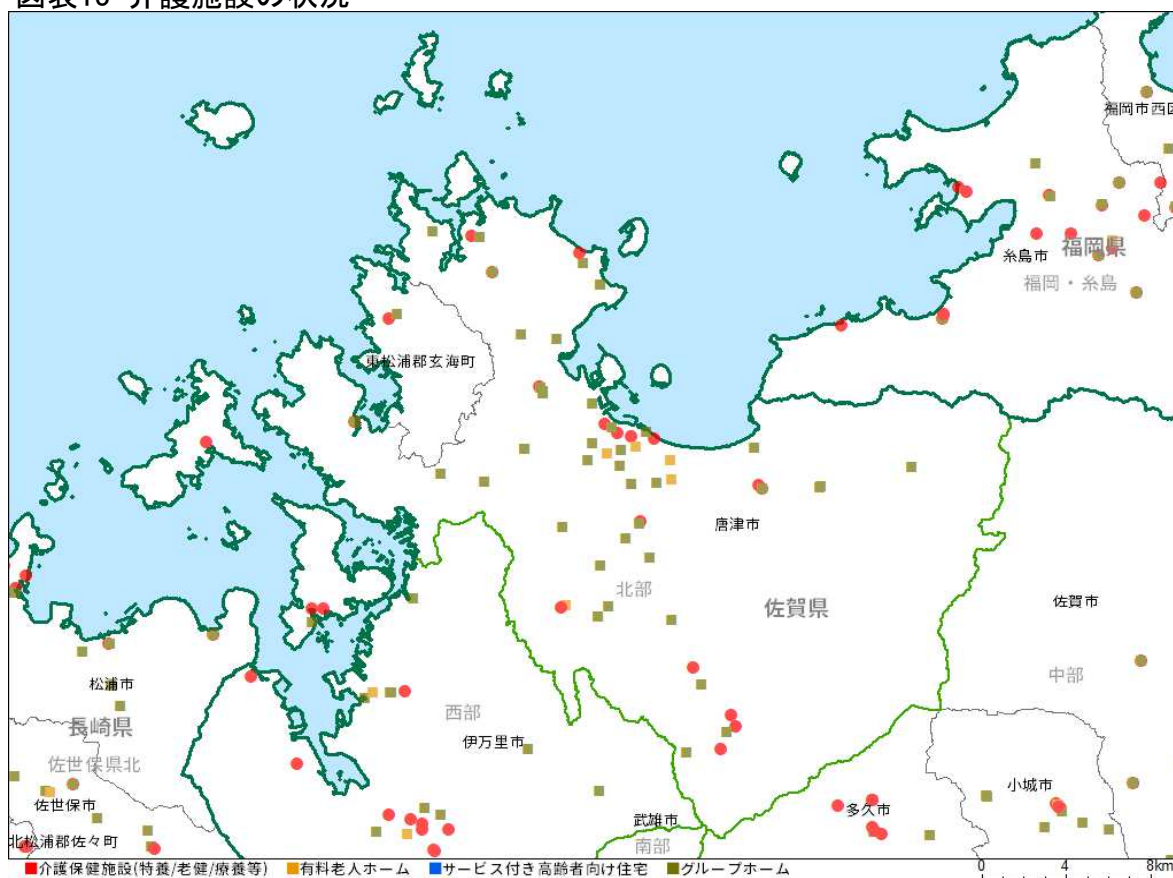 図表16 介護施設の状況
福岡市西区
糸島市
福岡県
福岡・糸島
東松浦郡玄海町
唐津市
北部
佐賀県
佐賀市
中部
松浦市
長崎県
佐世保県北
西部
伊万里市
佐世保市
小城市
多久市
武雄市
北松浦郡佐々町
南部
介護保健施設(特養/老健/療養等) 有料老人ホーム サービス付き高齢者向け住宅 グループホーム 0 4 8km